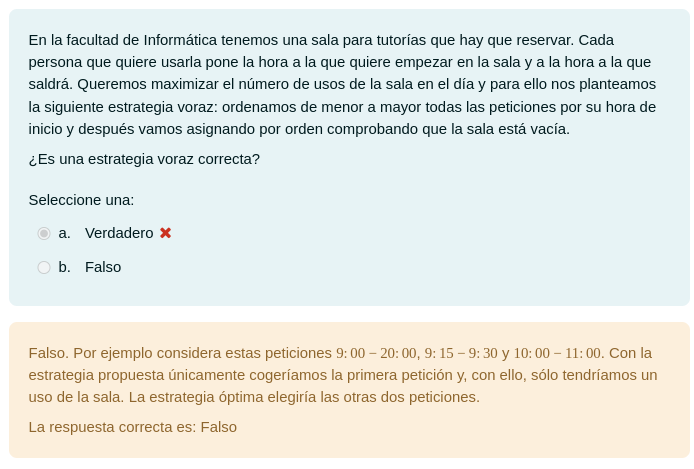 En la facultad de Informática tenemos una sala para tutorías que hay que reservar. Cada
persona que quiere usarla pone la hora a la que quiere empezar en la sala y a la hora a la que
saldrá. Queremos maximizar el número de usos de la sala en el día y para ello nos planteamos
la siguiente estrategia voraz: ordenamos de menor a mayor todas las peticiones por su hora de
inicio y después vamos asignando por orden comprobando que la sala está vacía.
¿Es una estrategia voraz correcta?
Seleccione una:
a. Verdadero ✖
b. Falso
Falso. Por ejemplo considera estas peticiones 9:00 − 20:00, 9:15 − 9:30 y 10:00 − 11:00. Con la
estrategia propuesta únicamente cogeríamos la primera petición y, con ello, sólo tendríamos un
uso de la sala. La estrategia óptima elegiría las otras dos peticiones.
La respuesta correcta es: Falso